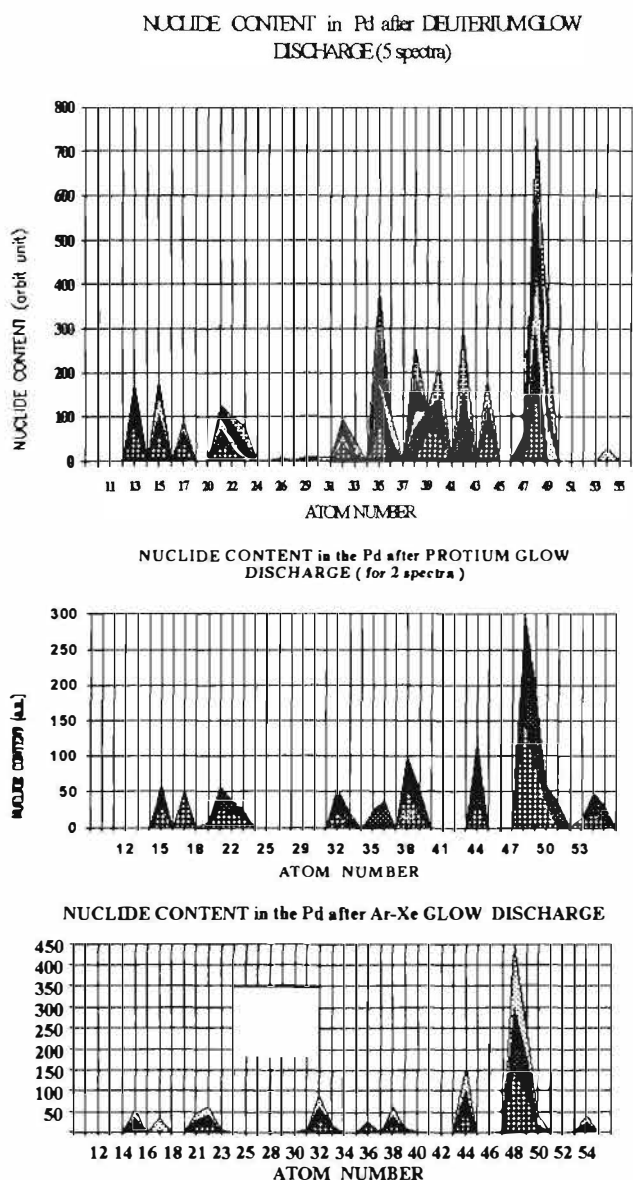 NUCLIDE CONTENT in Pd after DEUTERIUM GLOW
DISCHARGE (5 spectra)
800
700
600
500
400
300
200
100
0
NUCLIDE CONTENT (orbit unit)
11 13 15 17 20 21 24 26 29 31 33 35 37 39 41 43 45 47 49 51 53 55
ATOM NUMBER
NUCLIDE CONTENT in the Pd after PROTIUM GLOW
DISCHARGE ( for 2 spectra )
300
250
200
150
100
50
0
NUCLIDE CONTENT (a.u.)
12 15 18 22 25 29 32 35 38 41 44 47 50 53
ATOM NUMBER
NUCLIDE CONTENT in the Pd after Ar-Xe GLOW DISCHARGE
450
400
350
300
250
200
150
100
50
12 14 16 17 20 23 25 28 30 32 34 36 38 40 43 44 48 50 52 54
ATOM NUMBER